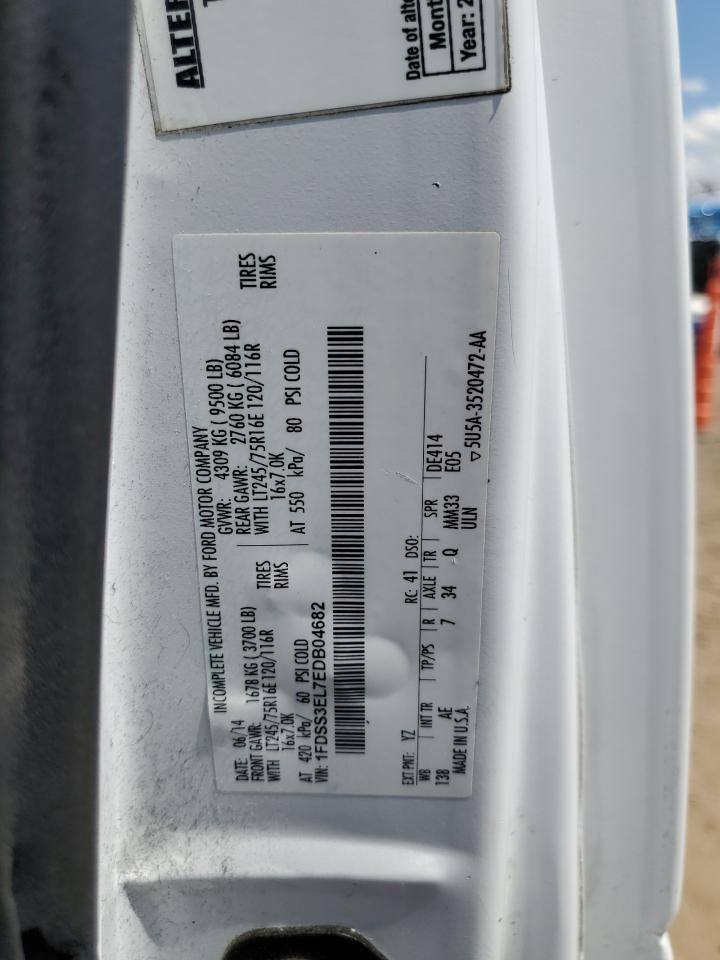 ALTER
Date of alte
Month
Year: 2
INCOMPLETE VEHICLE MFD. BY FORD MOTOR COMPANY
DATE: 06/14 GVWR: 4309 KG ( 9500 LB)
FRONT GAWR: 1678 KG ( 3700 LB) REAR GAWR: 2760 KG ( 6084 LB)
WITH LT245/75R16E 120/116R TIRES WITH LT245/75R16E 120/116R TIRES
16x7.0K RIMS 16x7.0K RIMS
AT 420 kPa/ 60 PSI COLD AT 550 kPa/ 80 PSI COLD
VIN: 1FDSS3EL7EDB04682
EXT PNT: YZ RC: 41 DSO:
WB INT TR TP/PS R AXLE TR SPR
138 AE 7 34 Q MM33 DE414
ULN E05
MADE IN U.S.A. ▽5U5A-3520472-AA